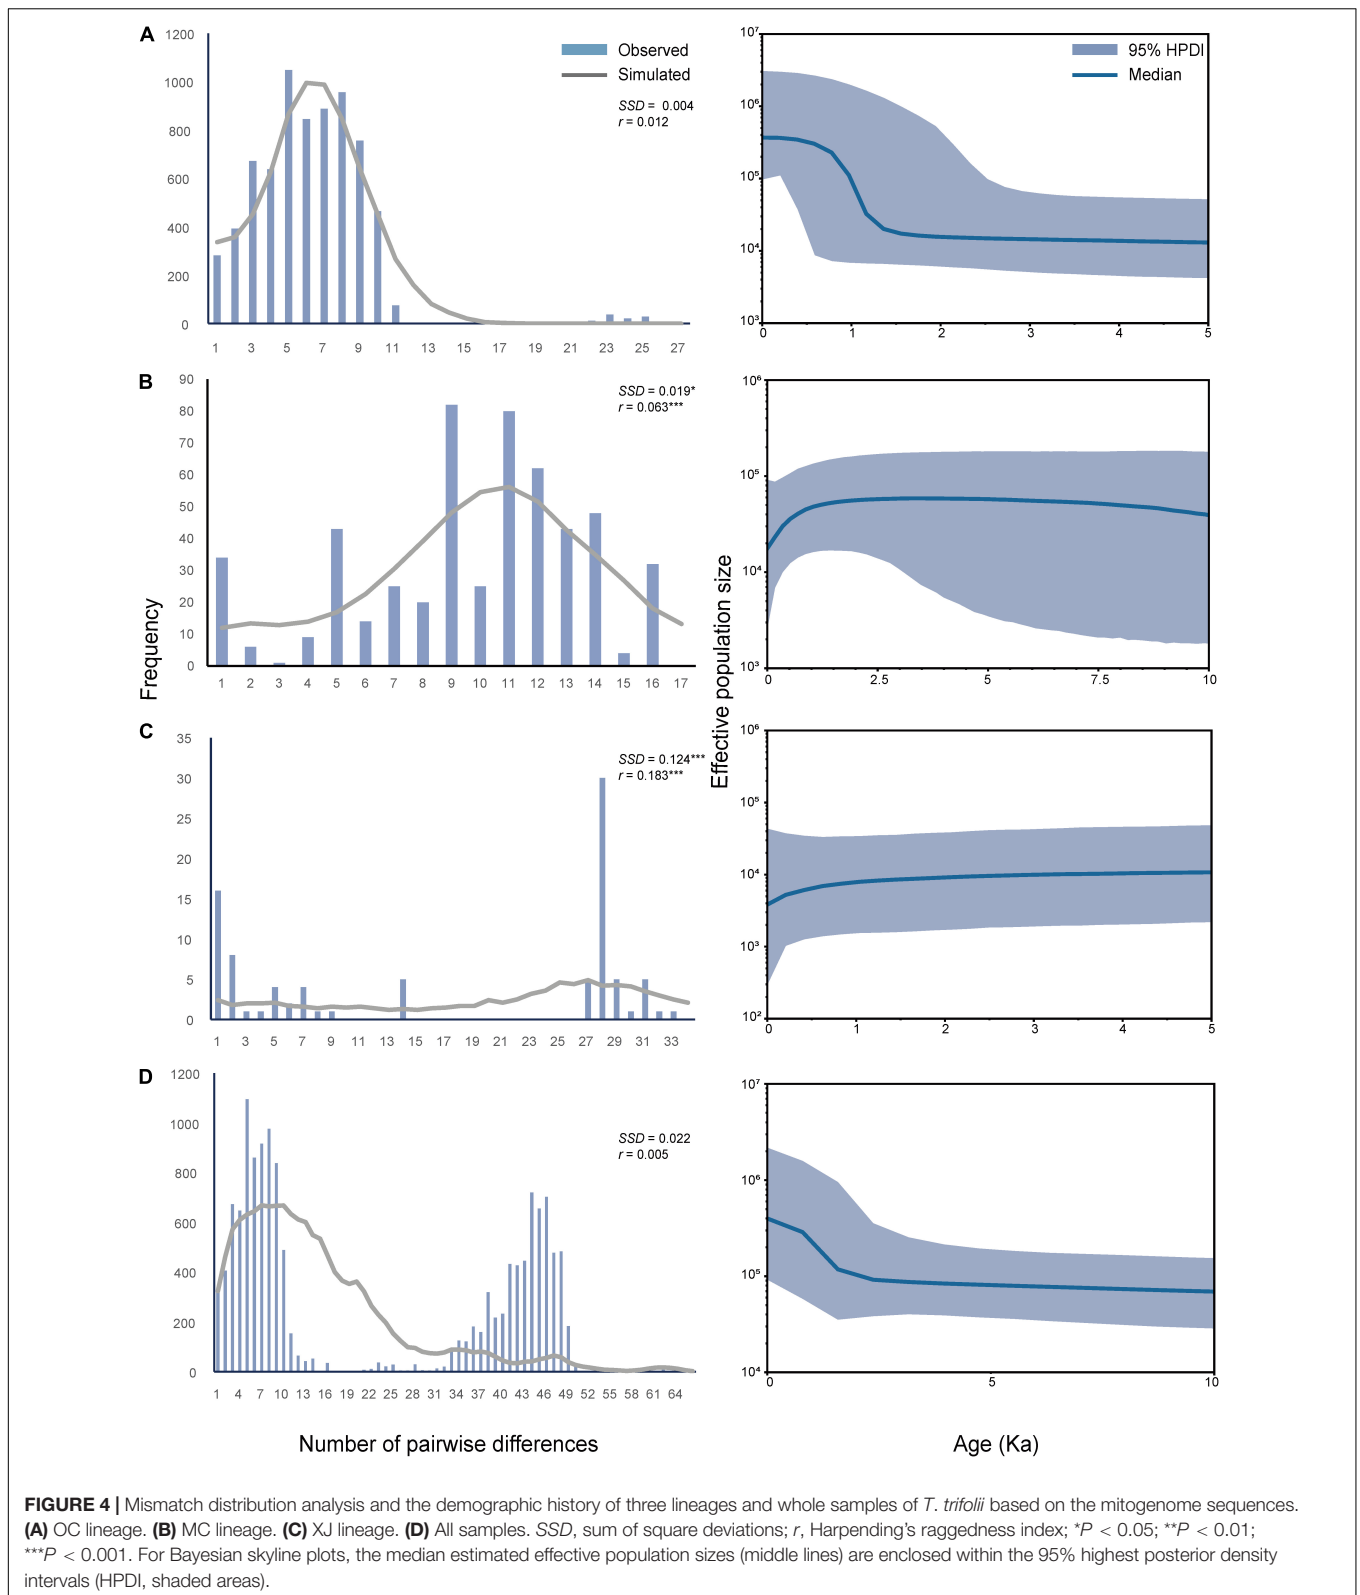 A
1200
1000
800
600
400
200
0
1 3 5 7 9 11 13 15 17 19 21 23 25 27
Observed
Simulated
SSD = 0.004
r = 0.012
10⁷
10⁶
10⁵
10⁴
10³
0 1 2 3 4 5
95% HPDI
Median
B
90
80
70
60
50
40
30
20
10
0
1 2 3 4 5 6 7 8 9 10 11 12 13 14 15 16 17
SSD = 0.019*
r = 0.063***
10⁶
10⁵
10⁴
10³
0 2.5 5 7.5 10
Frequency
Effective population size
C
35
30
25
20
15
10
5
0
1 3 5 7 9 11 13 15 17 19 21 23 25 27 29 31 33
SSD = 0.124***
r = 0.183***
10⁶
10⁵
10⁴
10³
10²
0 1 2 3 4 5
D
1200
1000
800
600
400
200
0
1 4 7 10 13 16 19 22 25 28 31 34 37 40 43 46 49 52 55 58 61 64
SSD = 0.022
r = 0.005
10⁷
10⁶
10⁵
10⁴
0 5 10
Number of pairwise differences
Age (Ka)
FIGURE 4 | Mismatch distribution analysis and the demographic history of three lineages and whole samples of T. trifolii based on the mitogenome sequences.
(A) OC lineage. (B) MC lineage. (C) XJ lineage. (D) All samples. SSD, sum of square deviations; r, Harpending's raggedness index; *P < 0.05; **P < 0.01;
***P < 0.001. For Bayesian skyline plots, the median estimated effective population sizes (middle lines) are enclosed within the 95% highest posterior density
intervals (HPDI, shaded areas).